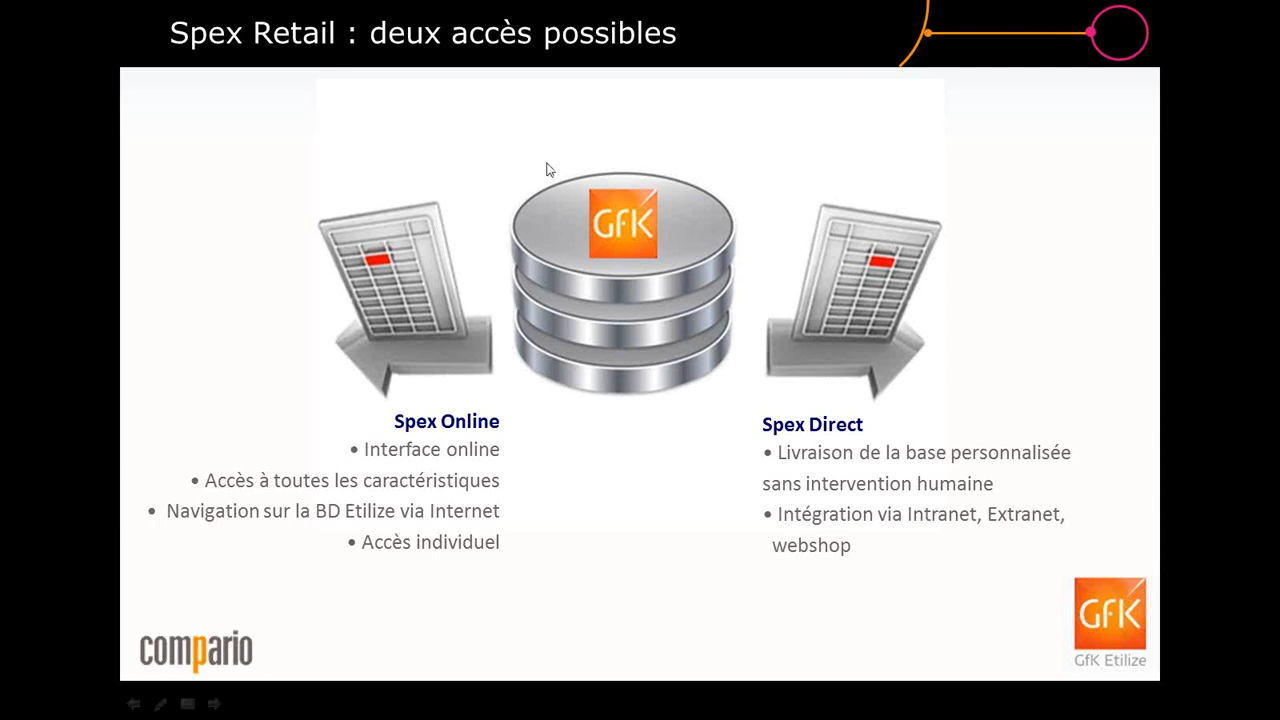 Spex Retail : deux accès possibles
GfK
Spex Online
• Interface online
• Accès à toutes les caractéristiques
• Navigation sur la BD Etilize via Internet
• Accès individuel
Spex Direct
• Livraison de la base personnalisée
sans intervention humaine
• Intégration via Intranet, Extranet,
webshop
compario
GfK
GfK Etilize